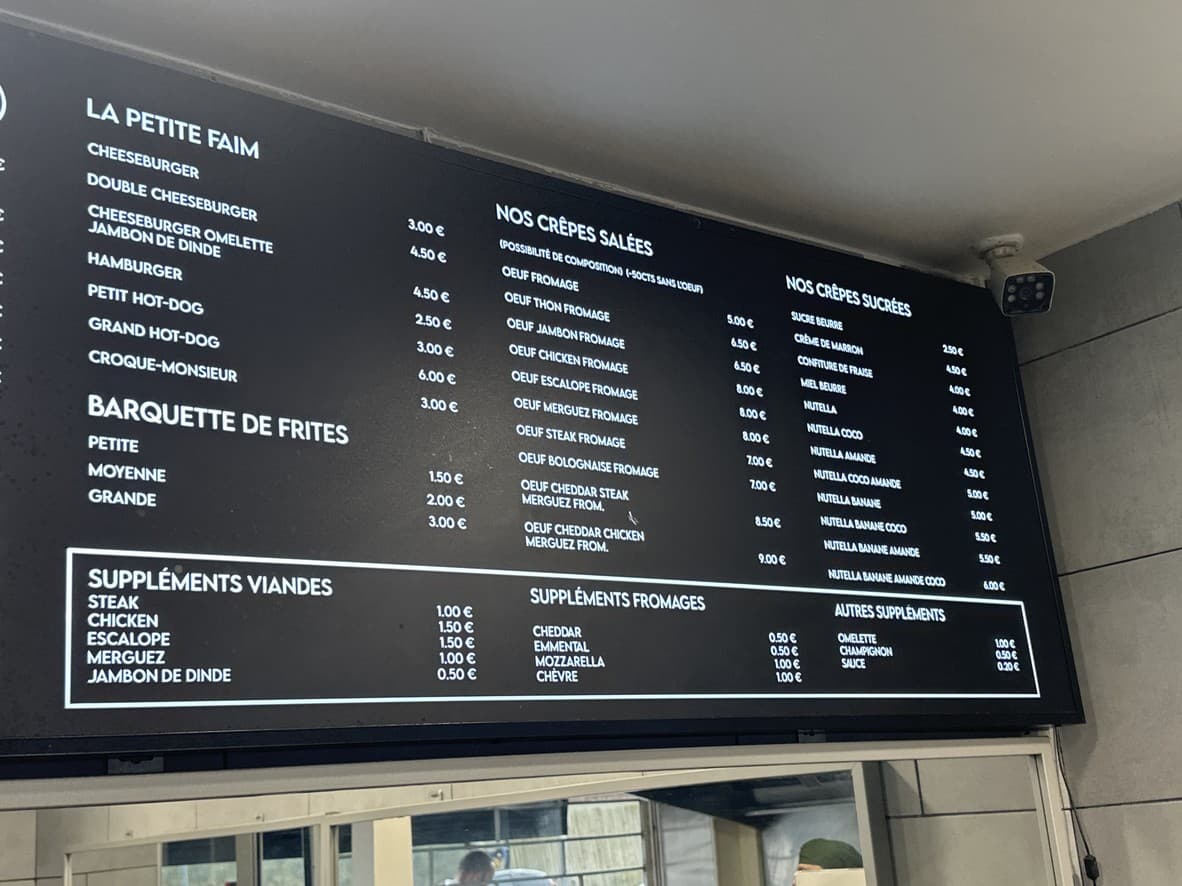 LA PETITE FAIM
CHEESEBURGER 3.00 €
DOUBLE CHEESEBURGER 4.50 €
CHEESEBURGER OMELETTE
JAMBON DE DINDE 4.50 €
HAMBURGER 2.50 €
PETIT HOT-DOG 3.00 €
GRAND HOT-DOG 6.00 €
CROQUE-MONSIEUR 3.00 €
BARQUETTE DE FRITES
PETITE 1.50 €
MOYENNE 2.00 €
GRANDE 3.00 €
NOS CRÊPES SALÉES
(POSSIBILITÉ DE COMPOSITION) (-50CTS SANS L'OEUF)
OEUF FROMAGE 5.00 €
OEUF THON FROMAGE 6.50 €
OEUF JAMBON FROMAGE 6.50 €
OEUF CHICKEN FROMAGE 8.00 €
OEUF ESCALOPE FROMAGE 8.00 €
OEUF MERGUEZ FROMAGE 8.00 €
OEUF STEAK FROMAGE 7.00 €
OEUF BOLOGNAISE FROMAGE 7.00 €
OEUF CHEDDAR STEAK
MERGUEZ FROM. 8.50 €
OEUF CHEDDAR CHICKEN
MERGUEZ FROM. 9.00 €
NOS CRÊPES SUCRÉES
SUCRE BEURRE 2.50 €
CRÈME DE MARRON 4.50 €
CONFITURE DE FRAISE 4.00 €
MIEL BEURRE 4.00 €
NUTELLA 4.00 €
NUTELLA COCO 4.50 €
NUTELLA AMANDE 4.50 €
NUTELLA COCO AMANDE 5.00 €
NUTELLA BANANE 5.00 €
NUTELLA BANANE COCO 5.50 €
NUTELLA BANANE AMANDE 5.50 €
NUTELLA BANANE AMANDE COCO 6.00 €
SUPPLÉMENTS VIANDES
STEAK 1.00 €
CHICKEN 1.50 €
ESCALOPE 1.50 €
MERGUEZ 1.00 €
JAMBON DE DINDE 0.50 €
SUPPLÉMENTS FROMAGES
CHEDDAR 0.50 €
EMMENTAL 0.50 €
MOZZARELLA 1.00 €
CHÈVRE 1.00 €
AUTRES SUPPLÉMENTS
OMELETTE 1.00 €
CHAMPIGNON 0.50 €
SAUCE 0.20 €